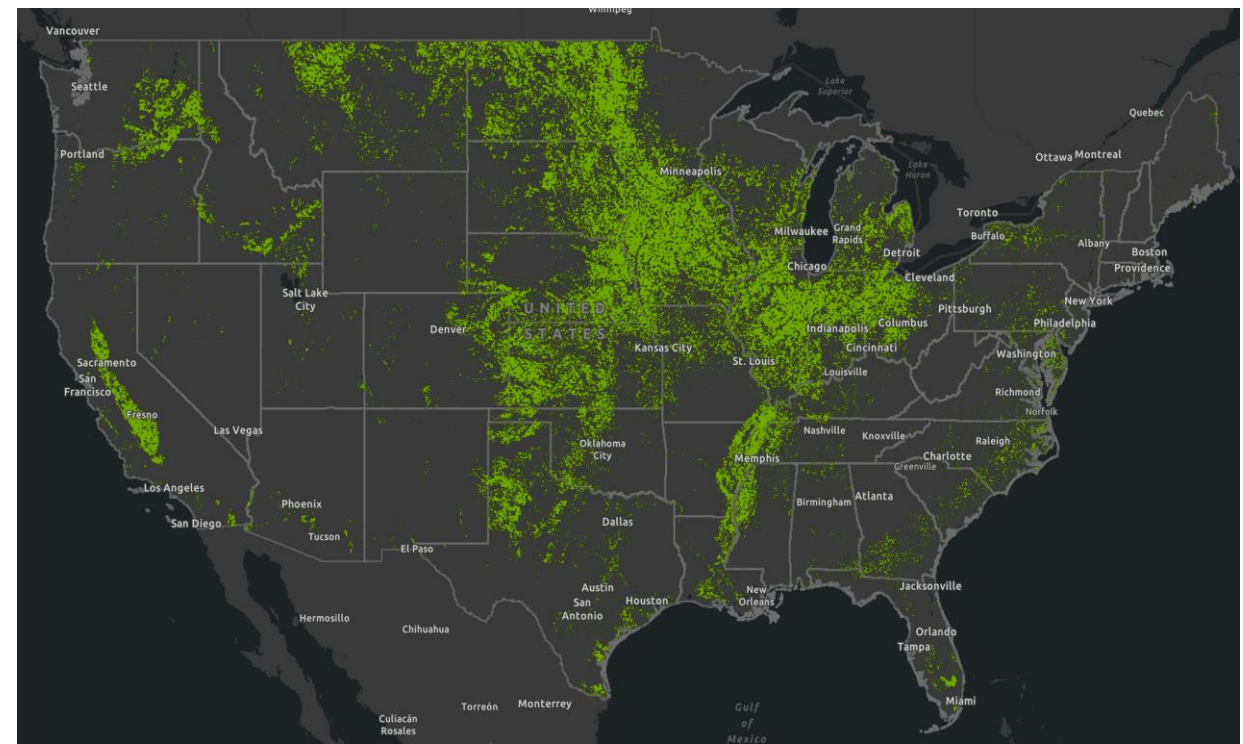 Winnipeg
Vancouver
Seattle
Portland
Quebec
Ottawa
Montreal
Lake
Superior
Lake
Huron
Minneapolis
Toronto
Milwaukee
Grand
Rapids
Buffalo
Albany
Boston
Providence
Detroit
Chicago
Cleveland
Salt Lake
City
UNITED
STATES
Denver
New York
Pittsburgh
Philadelphia
Indianapolis
Columbus
Cincinnati
Kansas City
St. Louis
Washington
Louisville
Sacramento
San
Francisco
Fresno
Richmond
Norfolk
Las Vegas
Nashville
Knoxville
Raleigh
Oklahoma
City
Memphis
Charlotte
Greenville
Los Angeles
Phoenix
Birmingham
Atlanta
San Diego
Tucson
Dallas
El Paso
Austin
San
Antonio
Houston
New
Orleans
Jacksonville
Hermosillo
Chihuahua
Orlando
Tampa
Miami
Torreón
Monterrey
Culiacán
Rosales
Gulf
of
Mexico